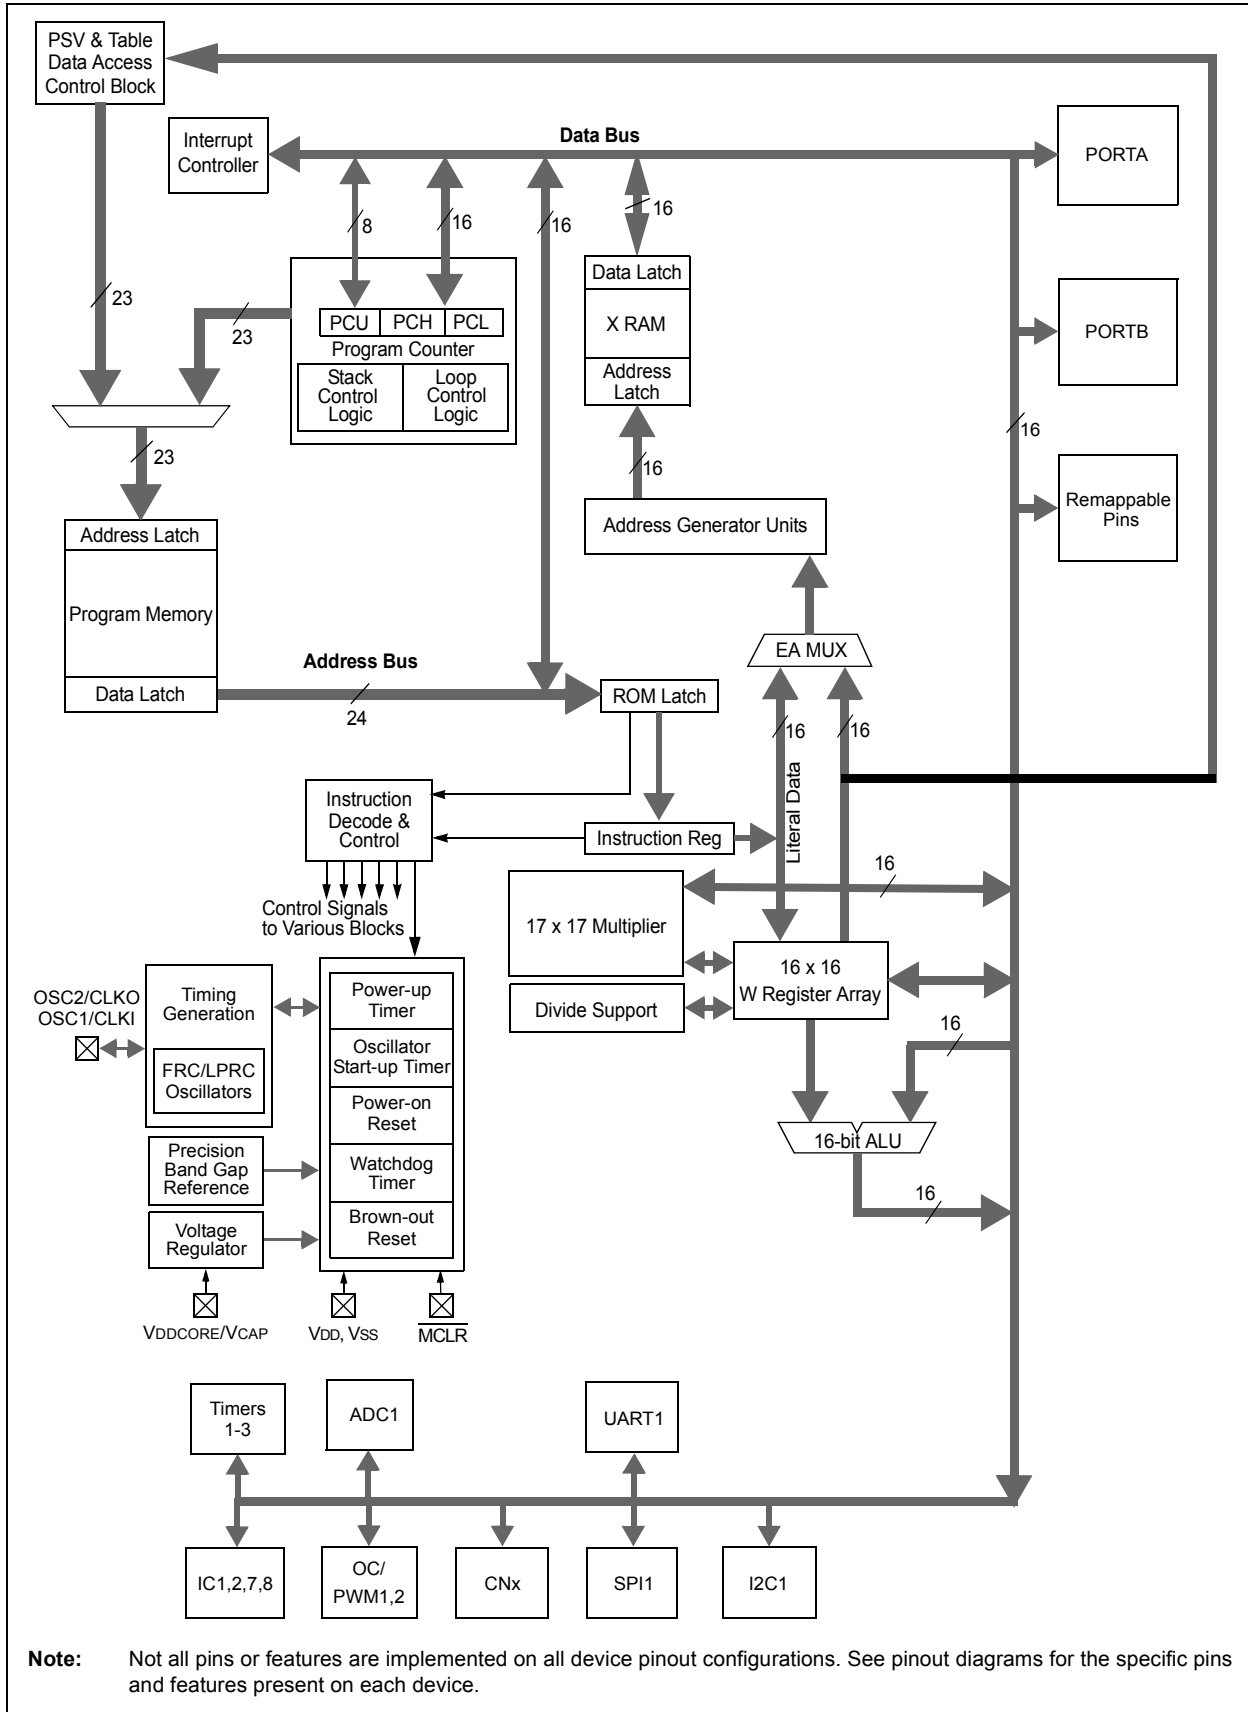 PSV & Table
Data Access
Control Block
Interrupt
Controller
Data Bus
PORTA
8
16
16
16
23
23
PCU
PCH
PCL
Program Counter
Stack
Control
Logic
Loop
Control
Logic
Data Latch
X RAM
Address
Latch
PORTB
16
23
16
Address Generator Units
Remappable
Pins
Address Latch
Program Memory
Data Latch
Address Bus
24
ROM Latch
EA MUX
16
16
Literal Data
Instruction
Decode &
Control
Instruction Reg
Control Signals
to Various Blocks
16
17 x 17 Multiplier
16 x 16
W Register Array
Divide Support
OSC2/CLKO
OSC1/CLKI
Timing
Generation
FRC/LPRC
Oscillators
Power-up
Timer
Oscillator
Start-up Timer
Power-on
Reset
Watchdog
Timer
Brown-out
Reset
16
16-bit ALU
16
Precision
Band Gap
Reference
Voltage
Regulator
VDDCORE/VCAP
VDD, VSS
MCLR
Timers
1-3
ADC1
UART1
IC1,2,7,8
OC/
PWM1,2
CNx
SPI1
I2C1
Note: Not all pins or features are implemented on all device pinout configurations. See pinout diagrams for the specific pins
and features present on each device.